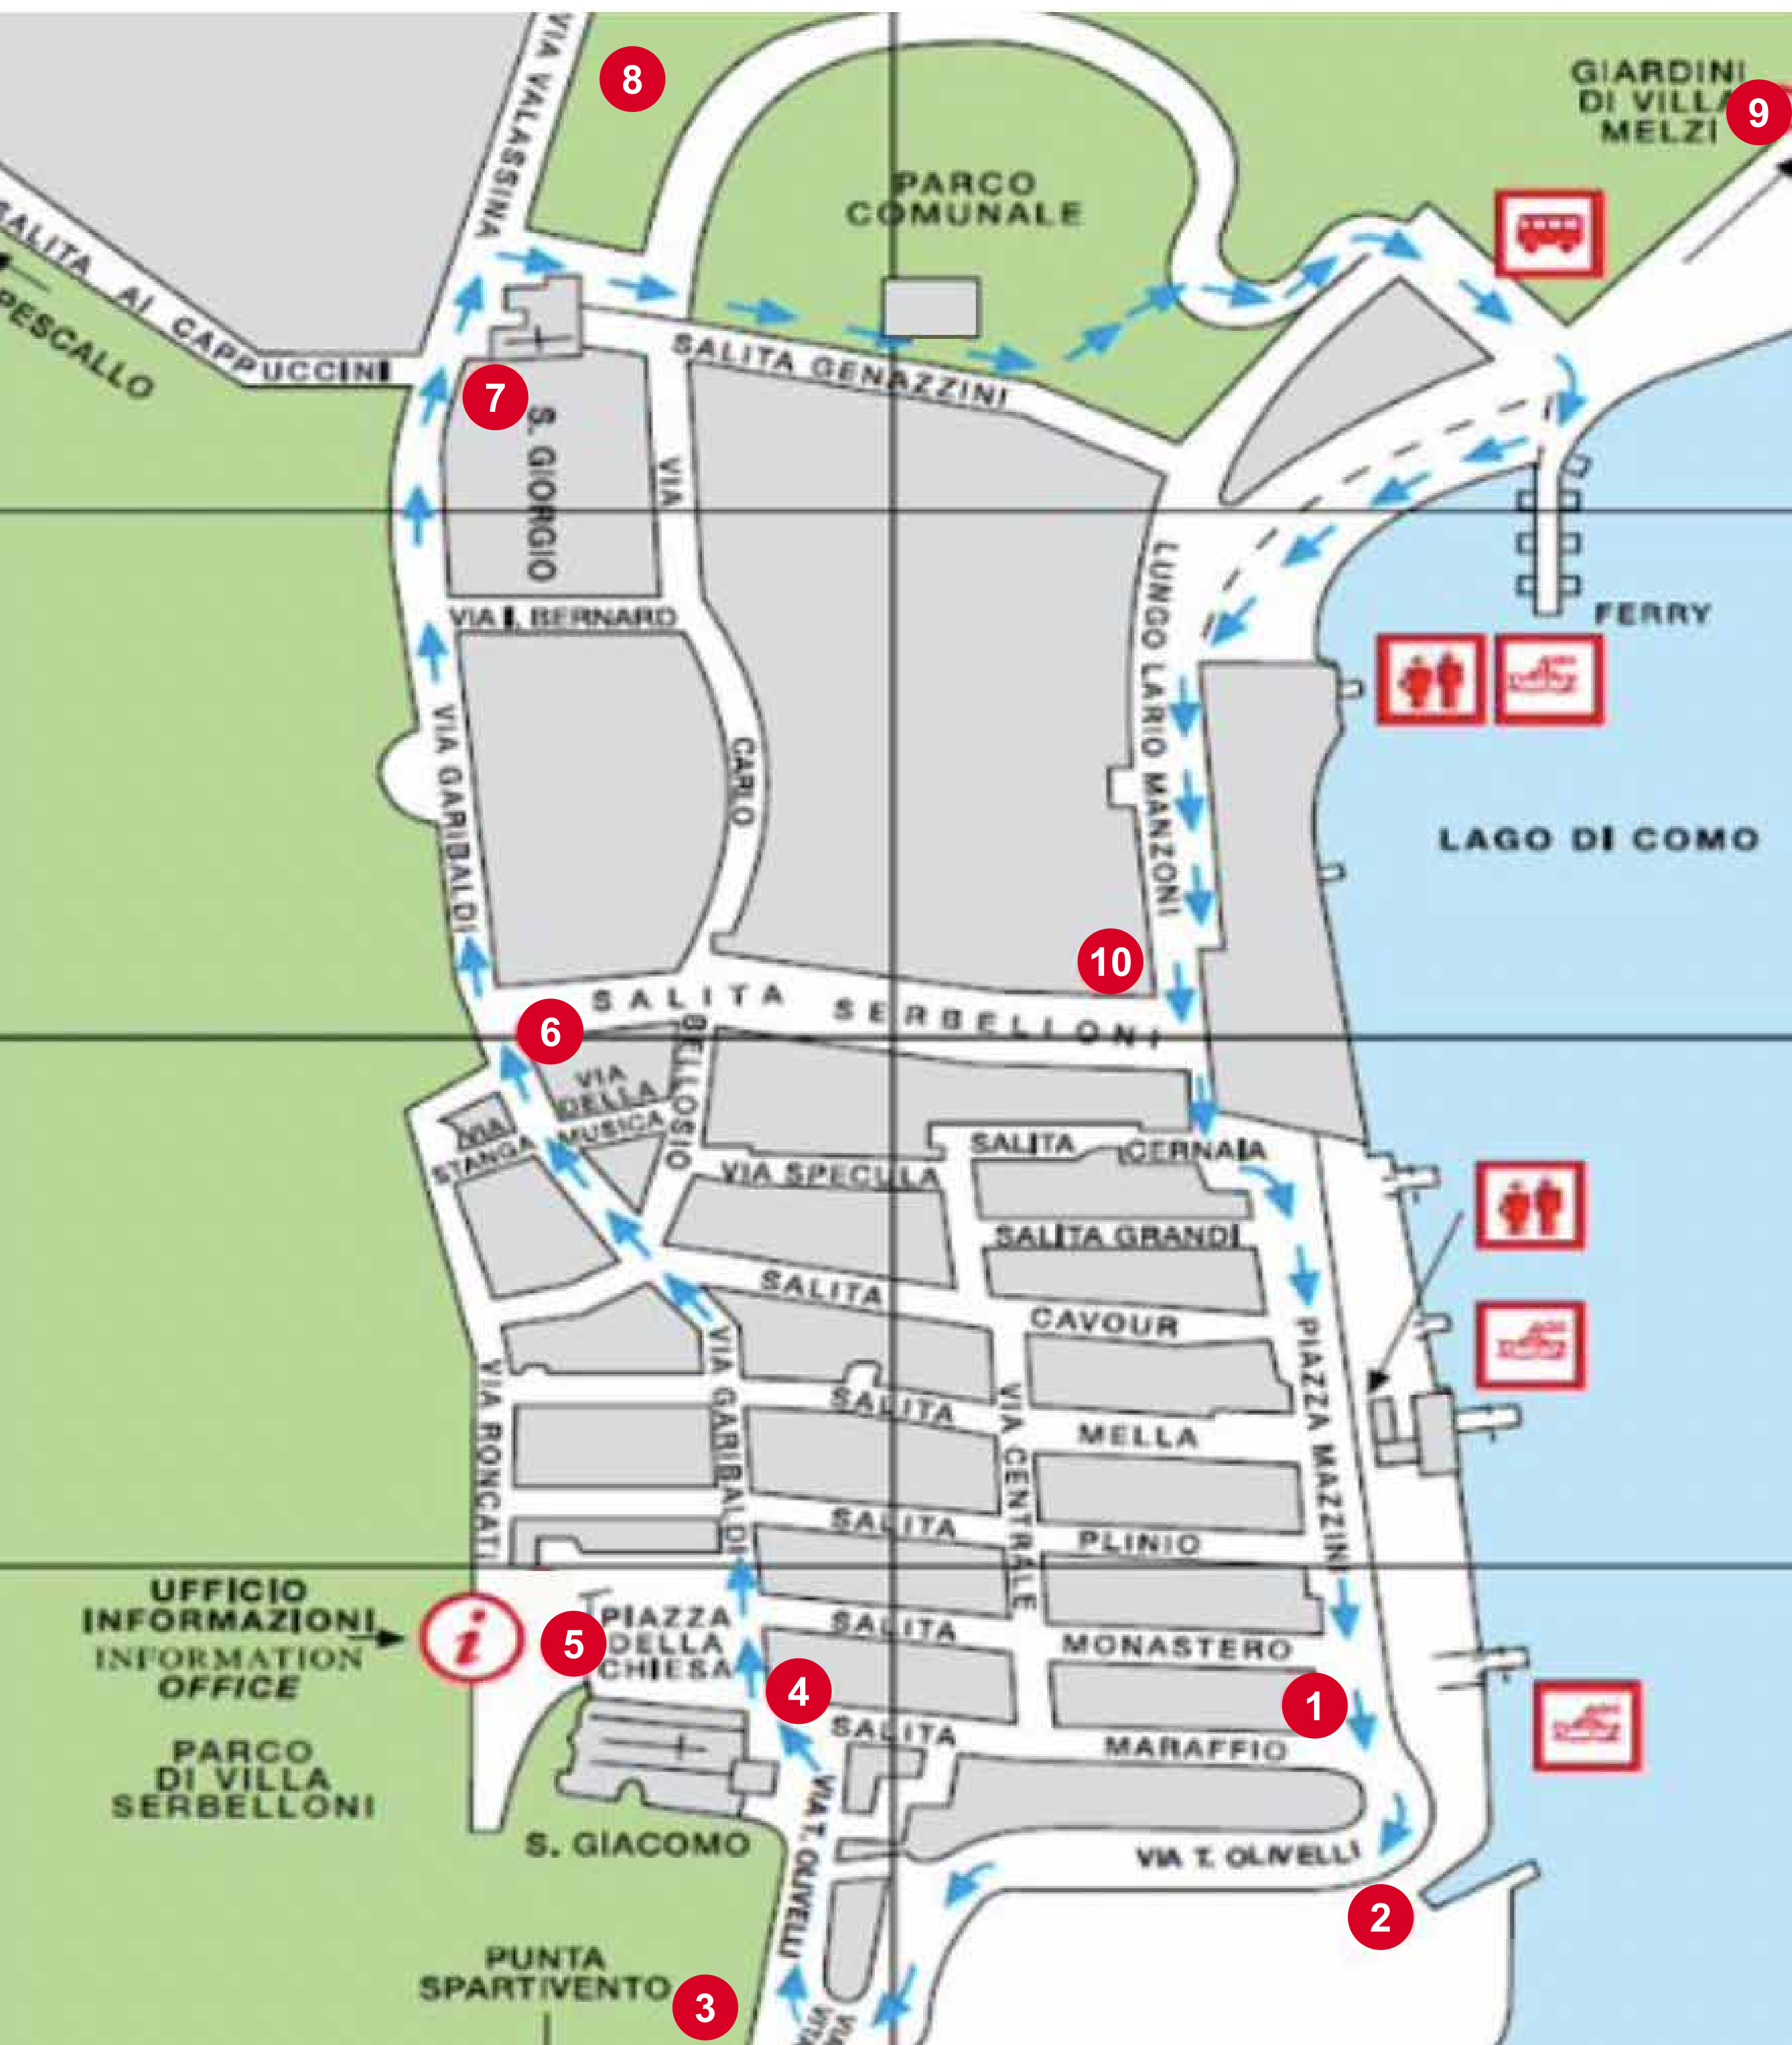 VIA VALASSINA
8
GIARDINI
DI VILLA
MELZI
9
PARCO
COMUNALE
SALITA AI CAPPUCCINI
PESCALLO
SALITA GENAZZINI
7
S. GIORGIO
VIA
VIA I. BERNARD
FERRY
LUNGO LARIO MANZONI
VIA GARIBALDI
CARLO
LAGO DI COMO
10
SALITA SERBELIONI
6
BELLOSIO
VIA
DELLA
MUSICA
VIA
STANGA
SALITA CERNAIA
VIA SPECULA
SALITA GRANDI
SALITA
CAVOUR
PIAZZA MAZZINI
VIA RONCATI
VIA GARIBALDI
SALITA
MELLA
VIA CENTRALE
SALITA
PLINIO
UFFICIO
INFORMAZIONI
INFORMATION
OFFICE
i
5
PIAZZA
DELLA
CHIESA
SALITA
MONASTERO
4
1
SALITA
MARAFFIO
PARCO
DI VILLA
SERBELLONI
S. GIACOMO
VIA T. OLIVELLI
VIA T. OLIVELLI
2
PUNTA
SPARTIVENTO
3
VIA
VITA